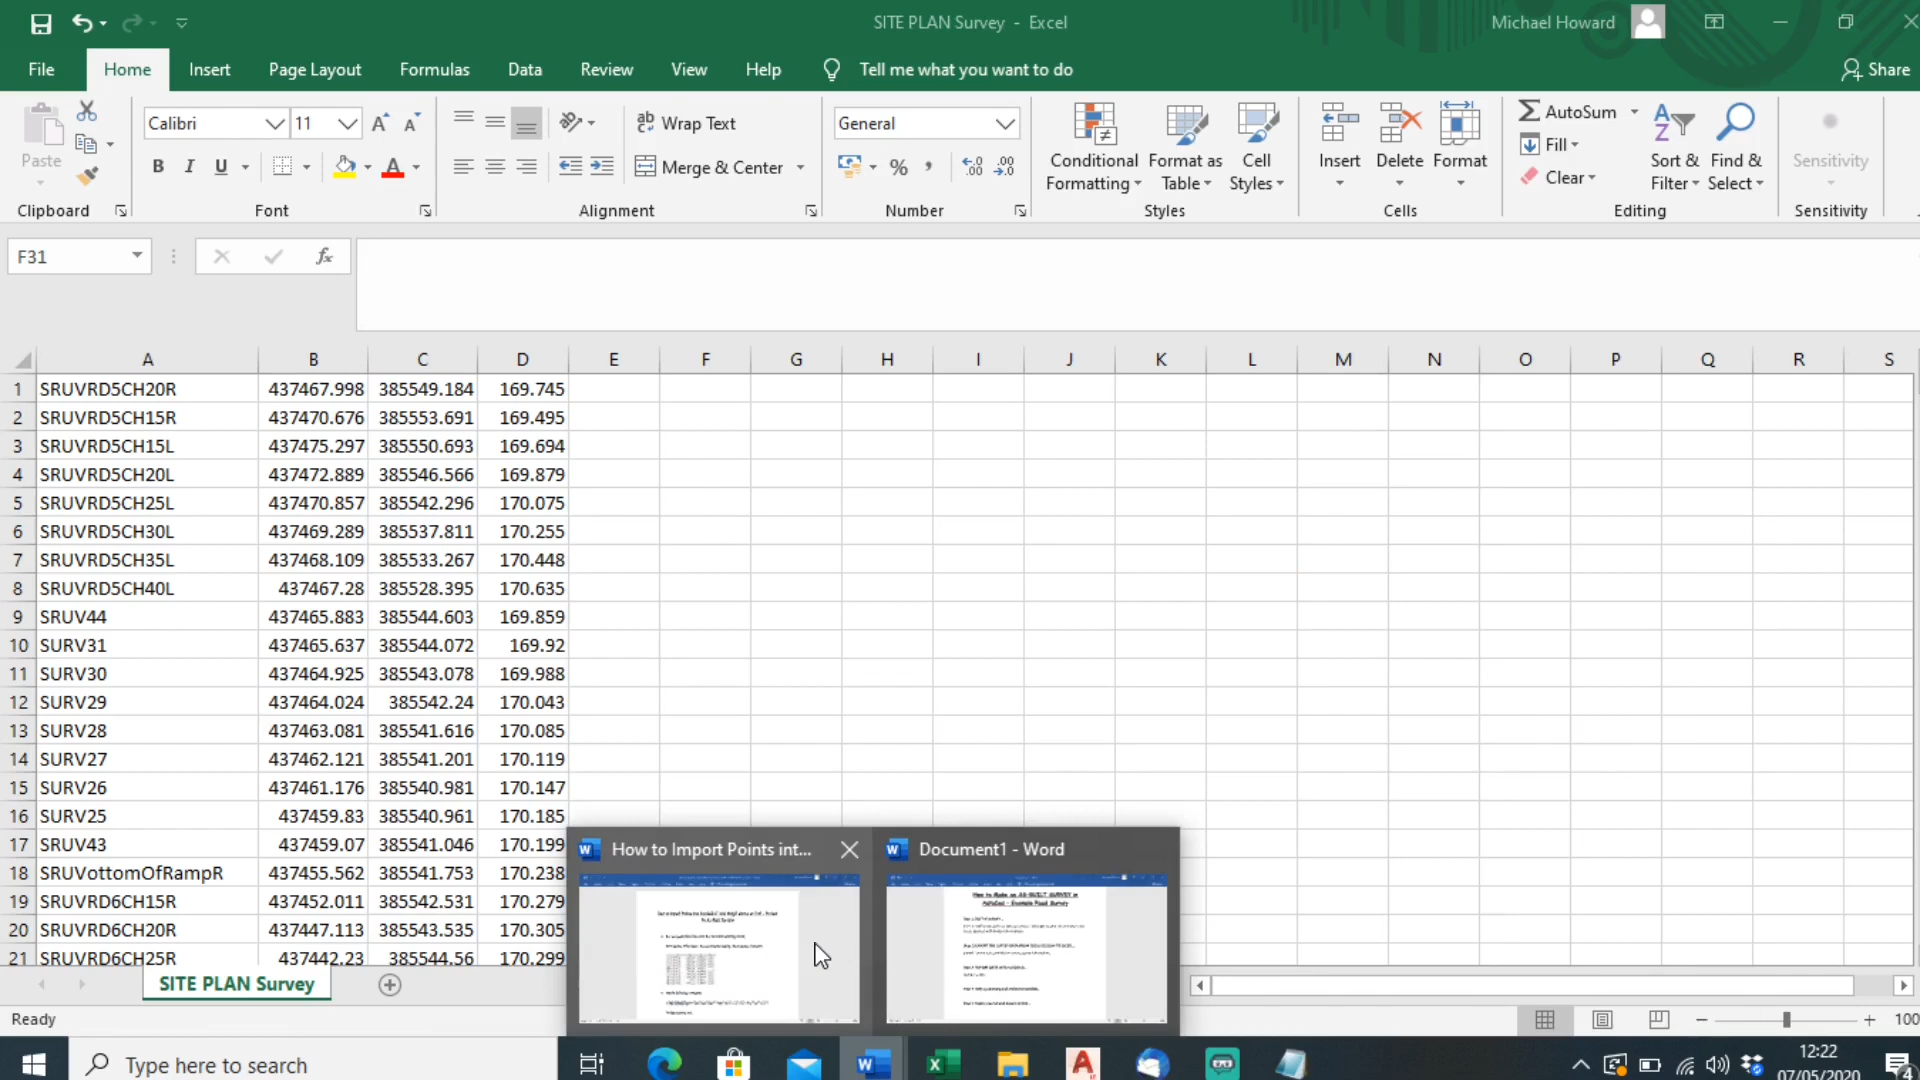 SITE PLAN Survey - Excel
Michael Howard
File Home Insert Page Layout Formulas Data Review View Help Tell me what you want to do Share
Paste
Calibri 11
B I U A
Wrap Text
Merge & Center
General
%
Conditional Formatting
Format as Table
Cell Styles
Insert Delete Format
AutoSum
Fill
Clear
Sort & Filter
Find & Select
Sensitivity
Clipboard Font Alignment Number Styles Cells Editing Sensitivity
F31 fx
A B C D E F G H I J K L M N O P Q R S
1 SRUVRD5CH20R 437467.998 385549.184 169.745
2 SRUVRD5CH15R 437470.676 385553.691 169.495
3 SRUVRD5CH15L 437475.297 385550.693 169.694
4 SRUVRD5CH20L 437472.889 385546.566 169.879
5 SRUVRD5CH25L 437470.857 385542.296 170.075
6 SRUVRD5CH30L 437469.289 385537.811 170.255
7 SRUVRD5CH35L 437468.109 385533.267 170.448
8 SRUVRD5CH40L 437467.28 385528.395 170.635
9 SRUV44 437465.883 385544.603 169.859
10 SURV31 437465.637 385544.072 169.92
11 SURV30 437464.925 385543.078 169.988
12 SURV29 437464.024 385542.24 170.043
13 SURV28 437463.081 385541.616 170.085
14 SURV27 437462.121 385541.201 170.119
15 SURV26 437461.176 385540.981 170.147
16 SURV25 437459.83 385540.961 170.185
17 SRUV43 437459.07 385541.046 170.199
18 SRUVottomOfRampR 437455.562 385541.753 170.238
19 SRUVRD6CH15R 437452.011 385542.531 170.279
20 SRUVRD6CH20R 437447.113 385543.535 170.305
21 SRUVRD6CH25R 437442.23 385544.56 170.299
How to Import Points int...
Document1 - Word
SITE PLAN Survey
Ready
100
Type here to search
12:22
07/05/2020
4